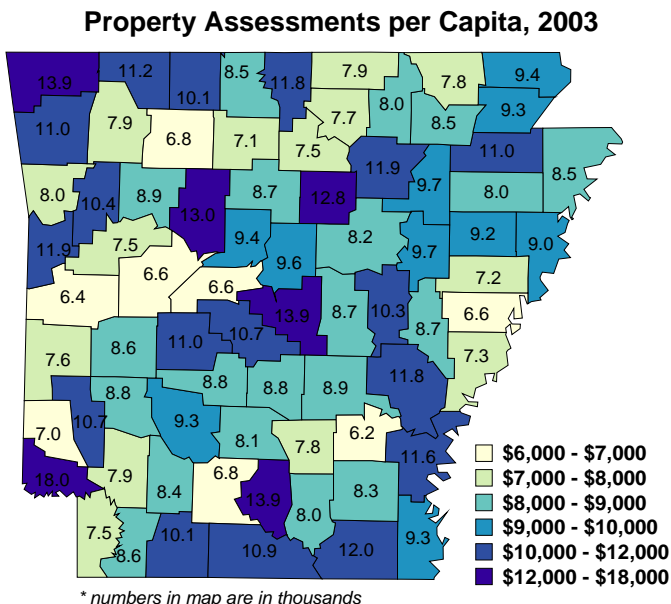 Property Assessments per Capita, 2003
13.9 11.2 10.1 8.5 11.8 7.9 8.0 7.8 9.4
11.0 7.9 6.8 7.1 7.5 7.7 8.5 9.3
8.0 10.4 8.9 13.0 8.7 12.8 11.9 9.7 11.0 8.0 8.5
11.9 7.5 9.4 9.6 8.2 9.7 9.2 9.0
6.4 6.6 6.6 13.9 8.7 10.3 8.7 7.2 6.6
7.6 8.6 11.0 10.7 7.3
8.8 10.7 8.8 8.8 8.9 11.8
7.0 9.3 8.1 7.8 6.2 11.6
18.0 7.9 8.4 6.8 13.9 8.0 8.3
7.5 8.6 10.1 10.9 12.0 9.3
$6,000 - $7,000
$7,000 - $8,000
$8,000 - $9,000
$9,000 - $10,000
$10,000 - $12,000
$12,000 - $18,000
* numbers in map are in thousands